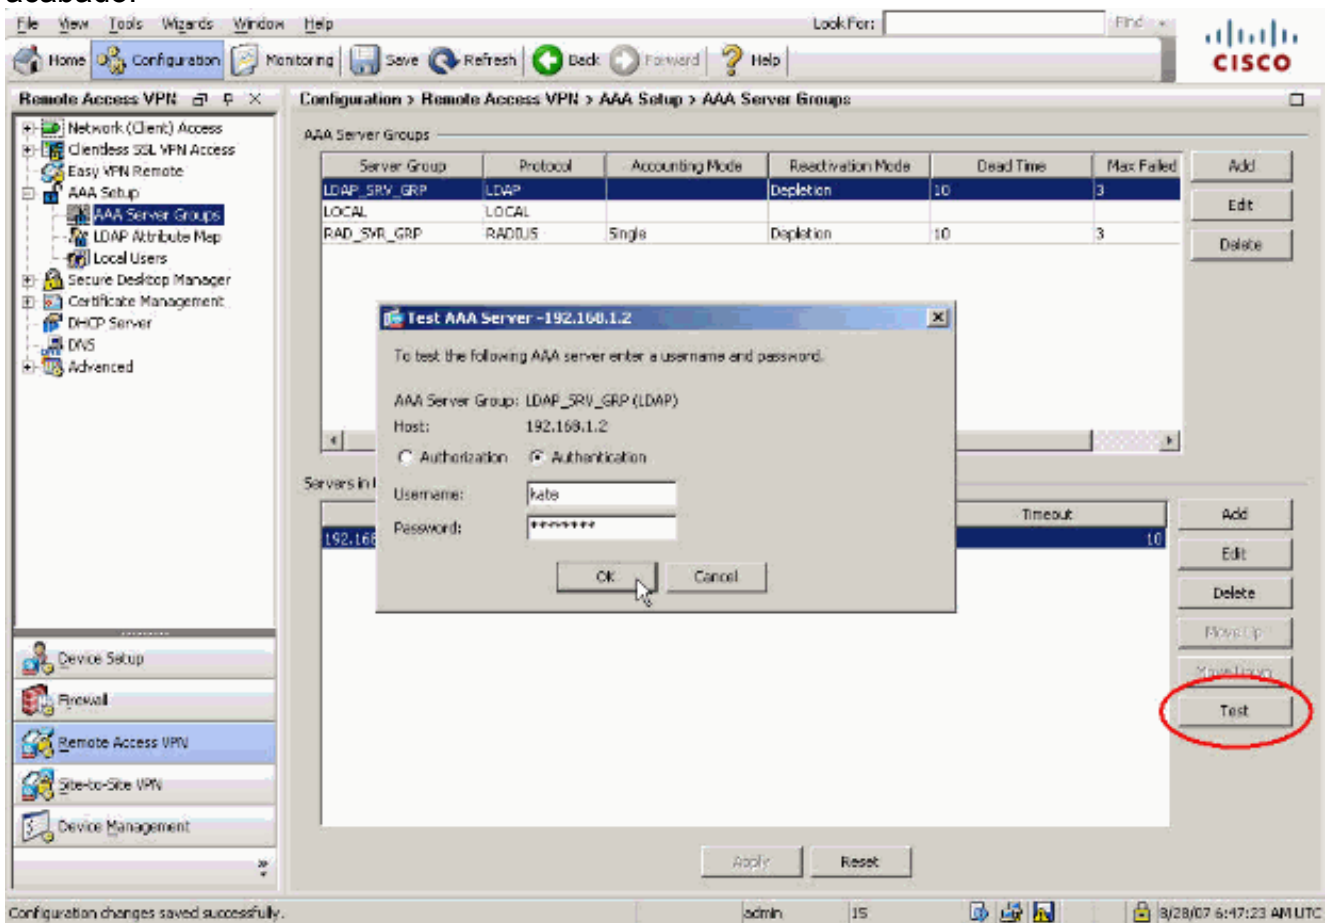 acabado.
File View Tools Wizards Window Help Look For: Find
Home Configuration Monitoring Save Refresh Back Forward Help
CISCO
Remote Access VPN
Configuration > Remote Access VPN > AAA Setup > AAA Server Groups
Network (Client) Access
Clientless SSL VPN Access
Easy VPN Remote
AAA Setup
AAA Server Groups
LDAP Attribute Map
Local Users
Secure Desktop Manager
Certificate Management
DHCP Server
DNS
Advanced
AAA Server Groups
Server Group Protocol Accounting Mode Reactivation Mode Dead Time Max Failed
LDAP_SRV_GRP LDAP Depletion 10 3
LOCAL LOCAL
RAD_SVR_GRP RADIUS Single Depletion 10 3
Add
Edit
Delete
Test AAA Server -192.168.1.2
To test the following AAA server enter a username and password.
AAA Server Group: LDAP_SRV_GRP (LDAP)
Host: 192.168.1.2
Authorization Authentication
Username: kate
Password: ********
OK Cancel
Servers in
Timeout
192.168 10
Add
Edit
Delete
Move Up
Move Down
Test
Device Setup
Firewall
Remote Access VPN
Site-to-Site VPN
Device Management
Apply Reset
Configuration changes saved successfully. admin 15 8/28/07 6:47:23 AM UTC